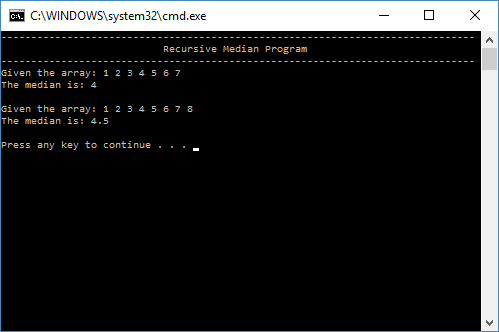 C:\WINDOWS\system32\cmd.exe
-------------------------------------------------------------------------------
Recursive Median Program
-------------------------------------------------------------------------------
Given the array: 1 2 3 4 5 6 7
The median is: 4
Given the array: 1 2 3 4 5 6 7 8
The median is: 4.5
Press any key to continue . . .